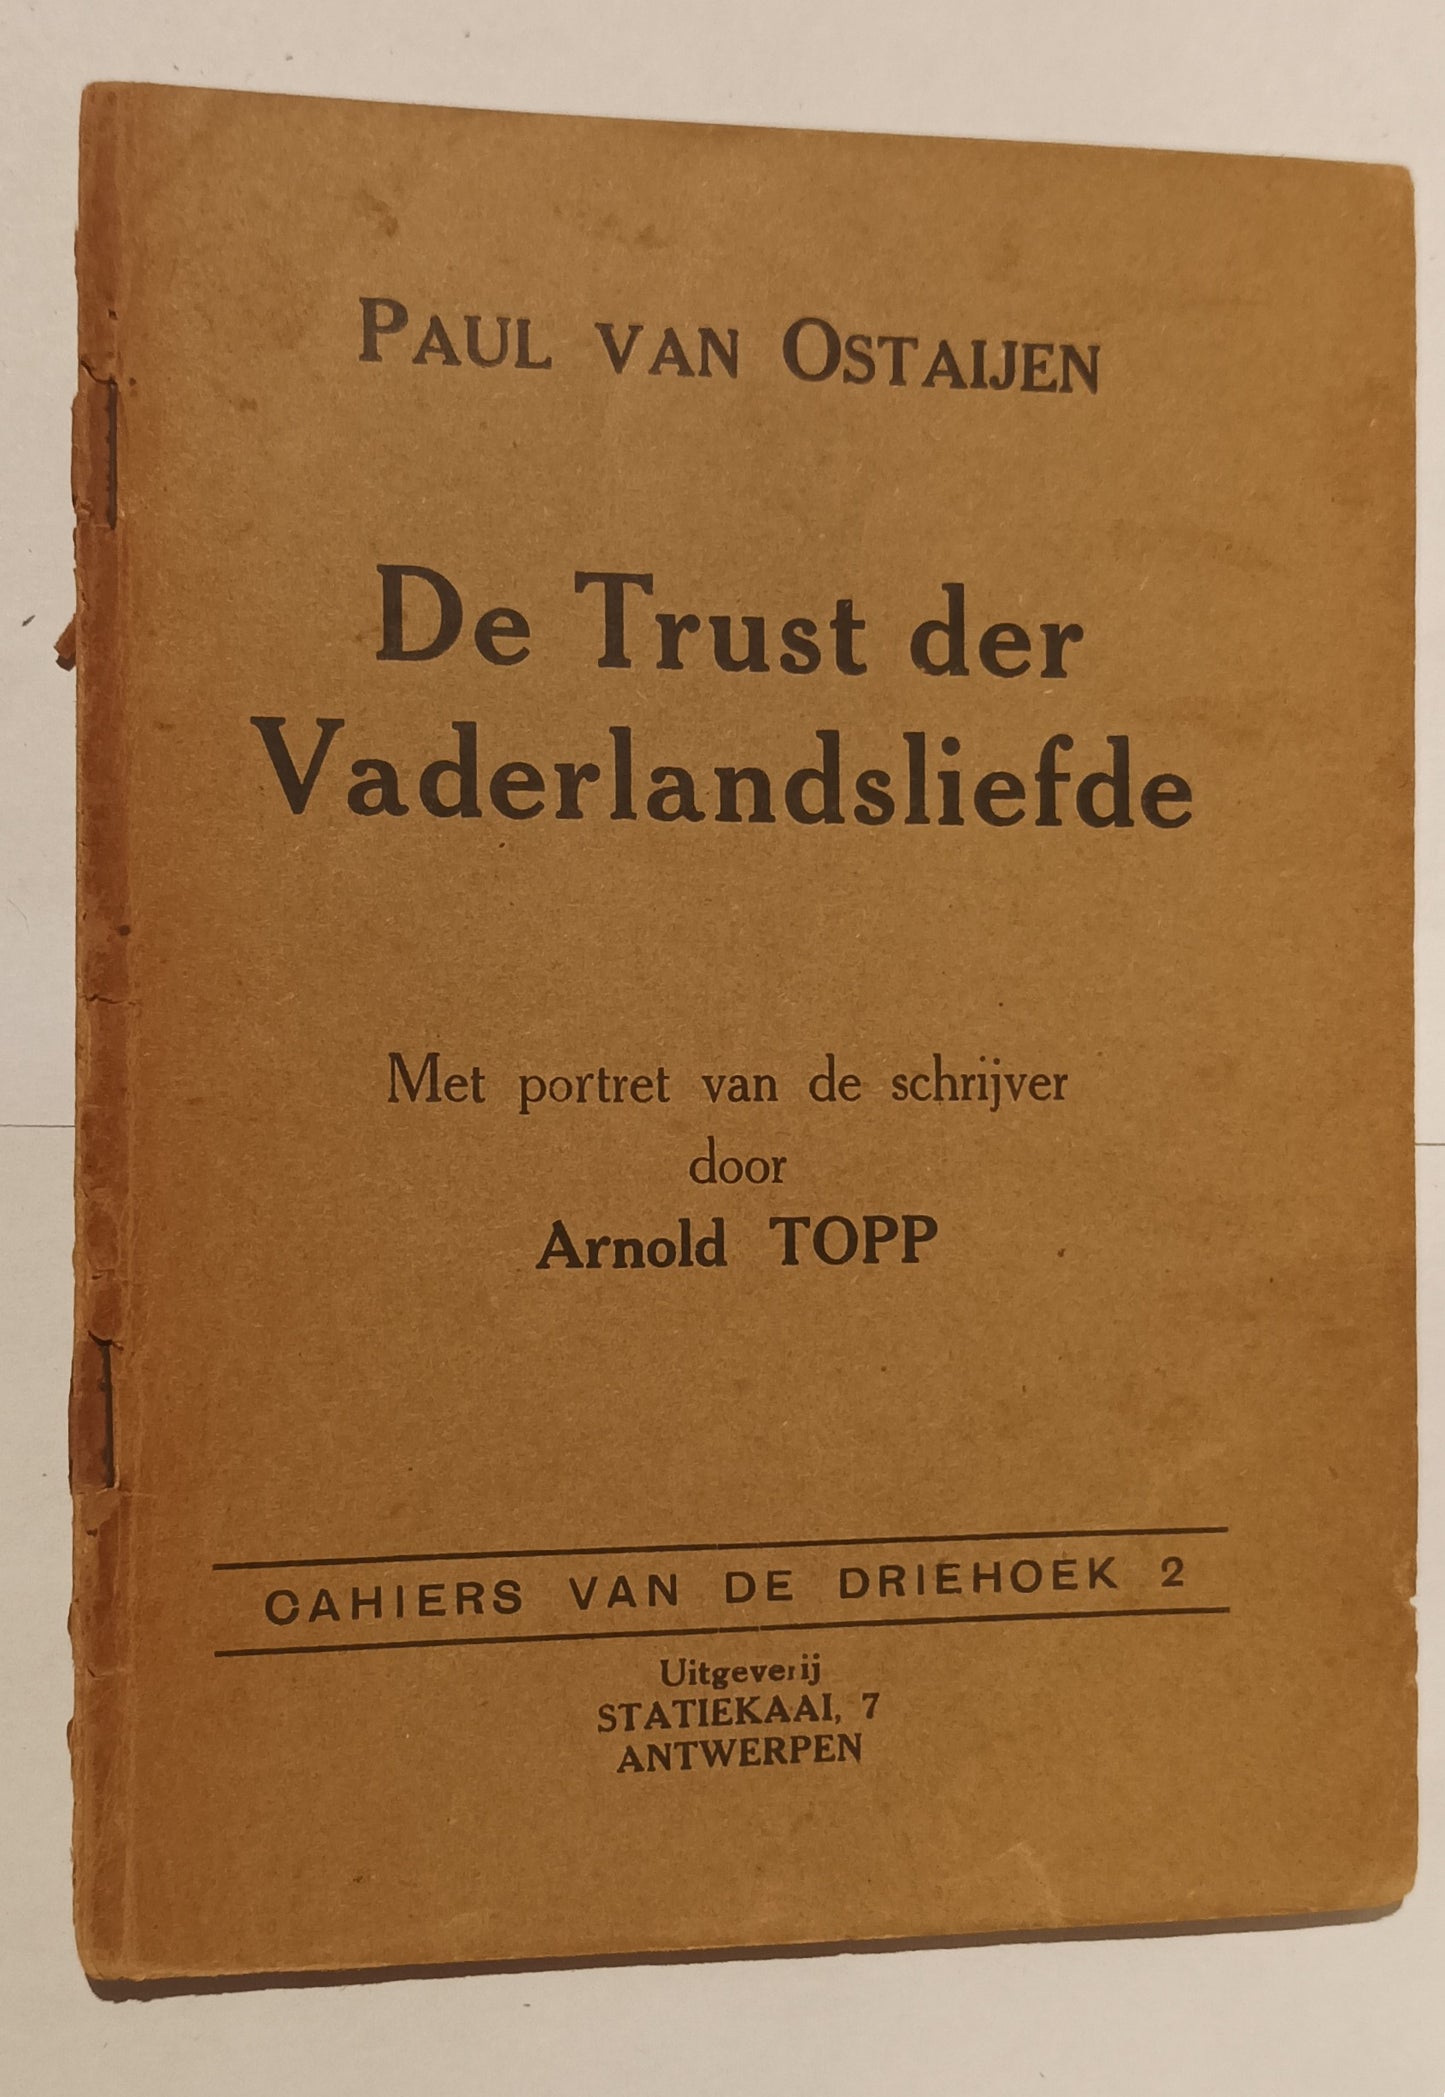 PAUL VAN OSTAIJEN
De Trust der
Vaderlandsliefde
Met portret van de schrijver
door
Arnold TOPP
CAHIERS VAN DE DRIEHOEK 2
Uitgeverij
STATIEKAAI, 7
ANTWERPEN